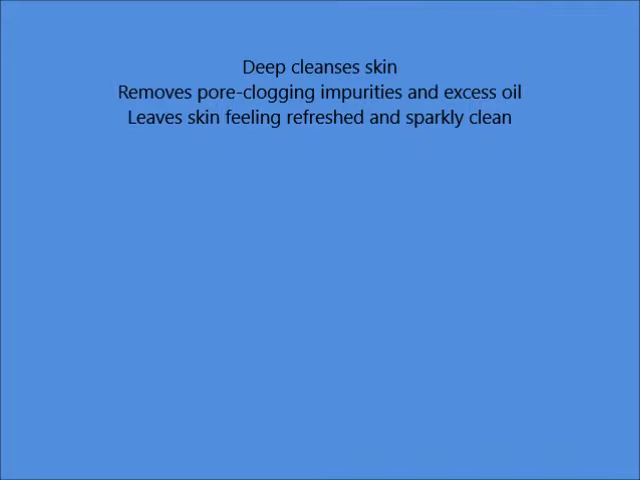 Deep cleanses skin
Removes pore-clogging impurities and excess oil
Leaves skin feeling refreshed and sparkly clean